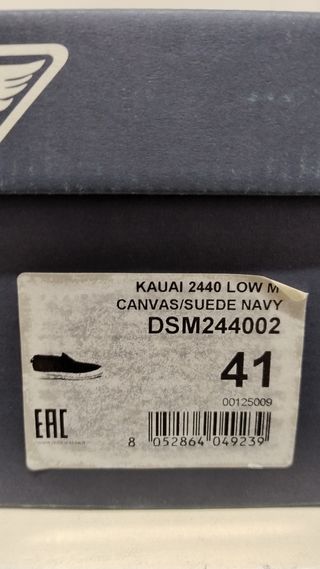 KAUAI 2440 LOW M
CANVAS/SUEDE NAVY
DSM244002
41
00125009
EAC
8 052864 049239